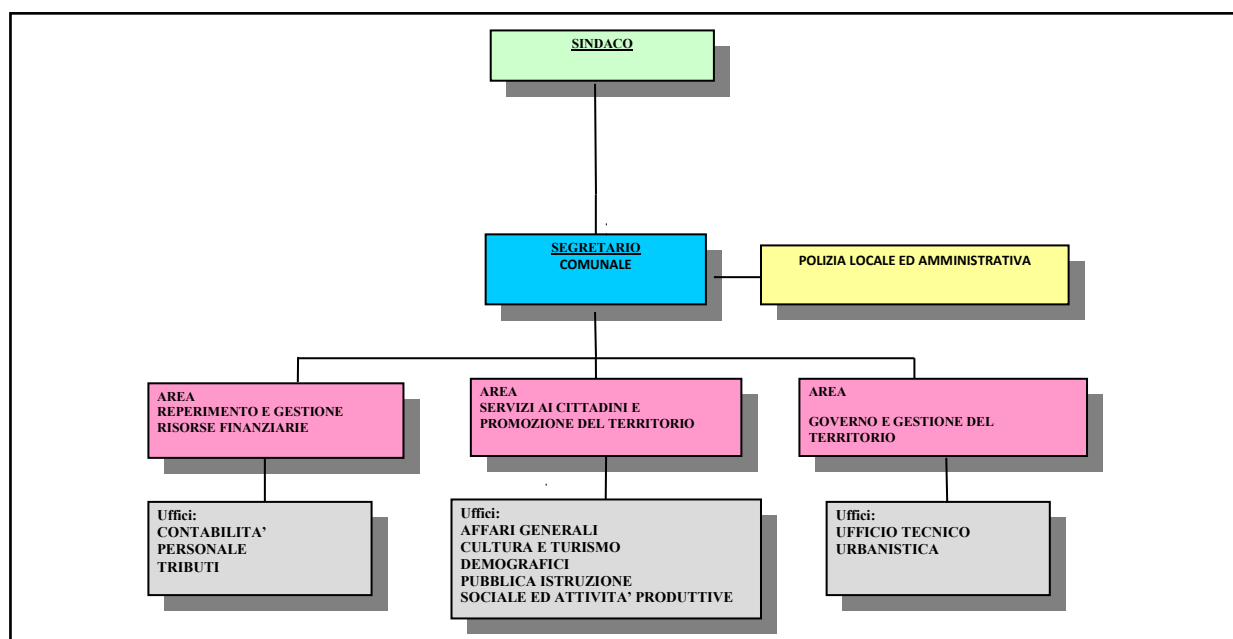 SINDACO
SEGRETARIO
COMUNALE
POLIZIA LOCALE ED AMMINISTRATIVA
AREA
REPERIMENTO E GESTIONE
RISORSE FINANZIARIE
AREA
SERVIZI AI CITTADINI E
PROMOZIONE DEL TERRITORIO
AREA
GOVERNO E GESTIONE DEL
TERRITORIO
Uffici:
CONTABILITA’
PERSONALE
TRIBUTI
Uffici:
AFFARI GENERALI
CULTURA E TURISMO
DEMOGRAFICI
PUBBLICA ISTRUZIONE
SOCIALE ED ATTIVITA’ PRODUTTIVE
Uffici:
UFFICIO TECNICO
URBANISTICA